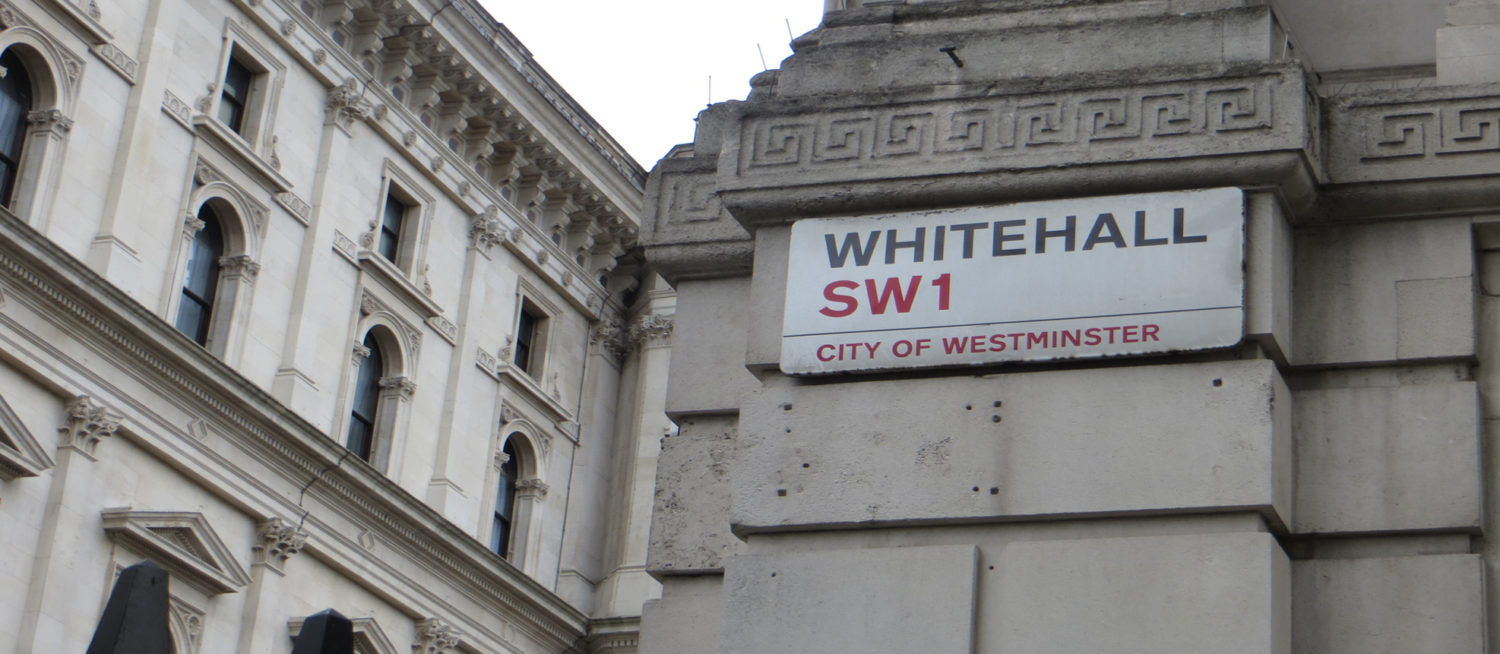 WHITEHALL
SW1
CITY OF WESTMINSTER